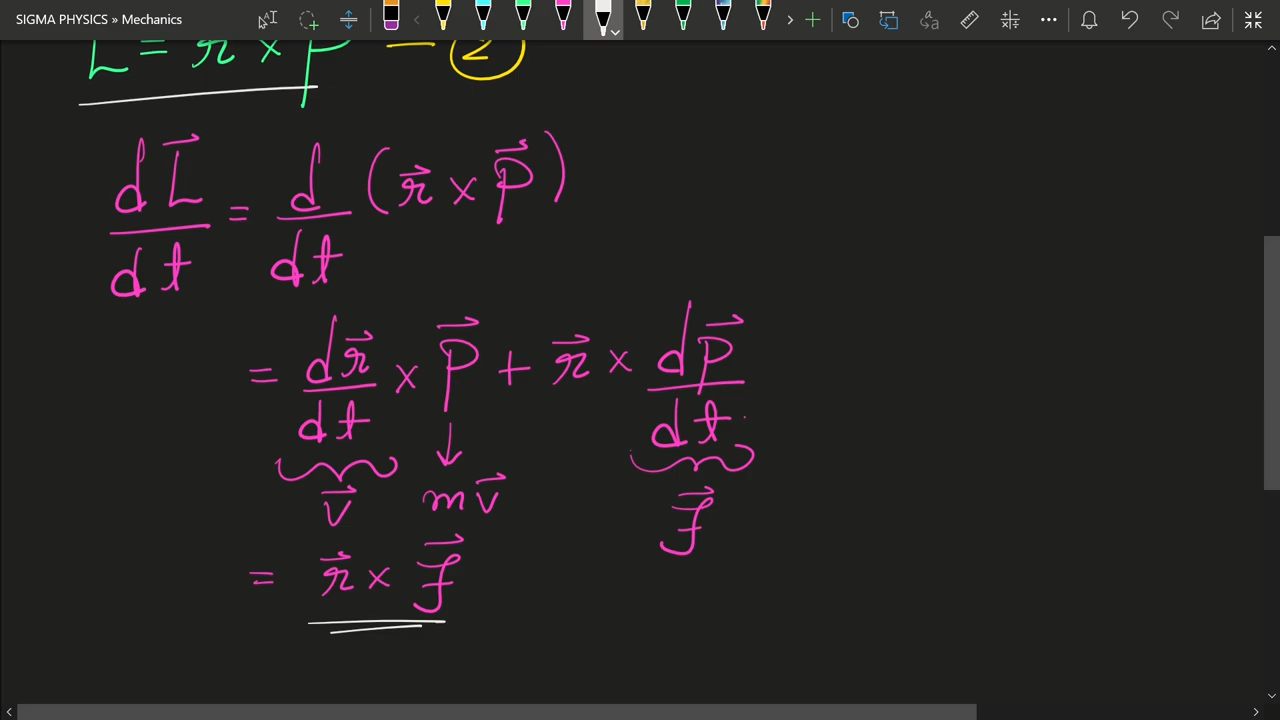 SIGMA PHYSICS » Mechanics
L = r × p — 2
dL⃗/dt = d/dt (r⃗ × p⃗)
= dr⃗/dt × p⃗ + r⃗ × dp⃗/dt
v⃗ mv⃗ f⃗
= r⃗ × f⃗